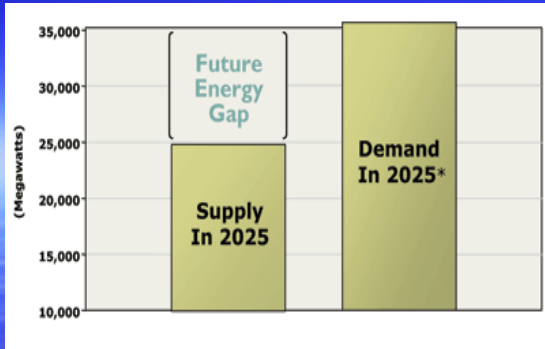 35,000
30,000
25,000
20,000
15,000
10,000
(Megawatts)
Future
Energy
Gap
Supply
In 2025
Demand
In 2025*